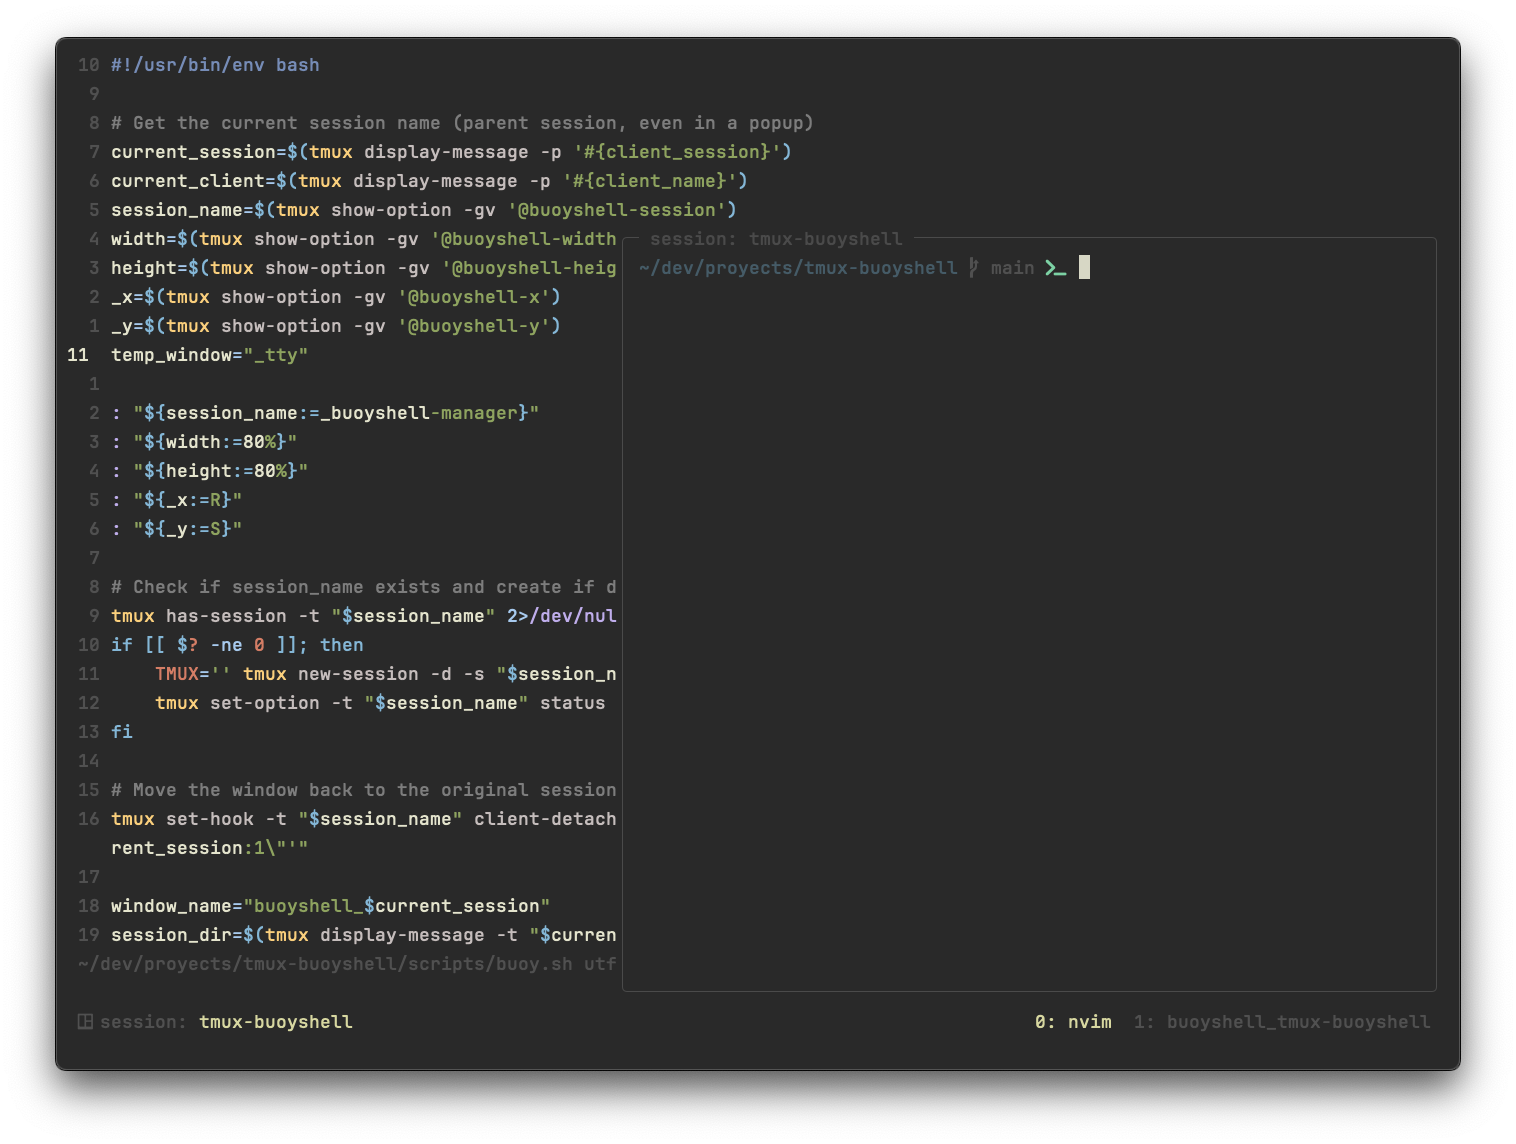 10 #!/usr/bin/env bash
9
8 # Get the current session name (parent session, even in a popup)
7 current_session=$(tmux display-message -p '#{client_session}')
6 current_client=$(tmux display-message -p '#{client_name}')
5 session_name=$(tmux show-option -gv '@buoyshell-session')
4 width=$(tmux show-option -gv '@buoyshell-width session: tmux-buoyshell
3 height=$(tmux show-option -gv '@buoyshell-heig ~/dev/proyects/tmux-buoyshell main
2 _x=$(tmux show-option -gv '@buoyshell-x')
1 _y=$(tmux show-option -gv '@buoyshell-y')
11 temp_window="_tty"
1
2 : "${session_name:=_buoyshell-manager}"
3 : "${width:=80%}"
4 : "${height:=80%}"
5 : "${_x:=R}"
6 : "${_y:=S}"
7
8 # Check if session_name exists and create if d
9 tmux has-session -t "$session_name" 2>/dev/nul
10 if [[ $? -ne 0 ]]; then
11     TMUX='' tmux new-session -d -s "$session_n
12     tmux set-option -t "$session_name" status
13 fi
14
15 # Move the window back to the original session
16 tmux set-hook -t "$session_name" client-detach
rent_session:1\"'"
17
18 window_name="buoyshell_$current_session"
19 session_dir=$(tmux display-message -t "$curren
~/dev/proyects/tmux-buoyshell/scripts/buoy.sh utf
session: tmux-buoyshell 0: nvim 1: buoyshell_tmux-buoyshell